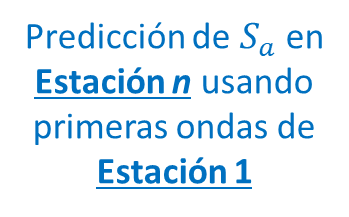 Predicción de Sₐ en
Estación n usando
primeras ondas de
Estación 1